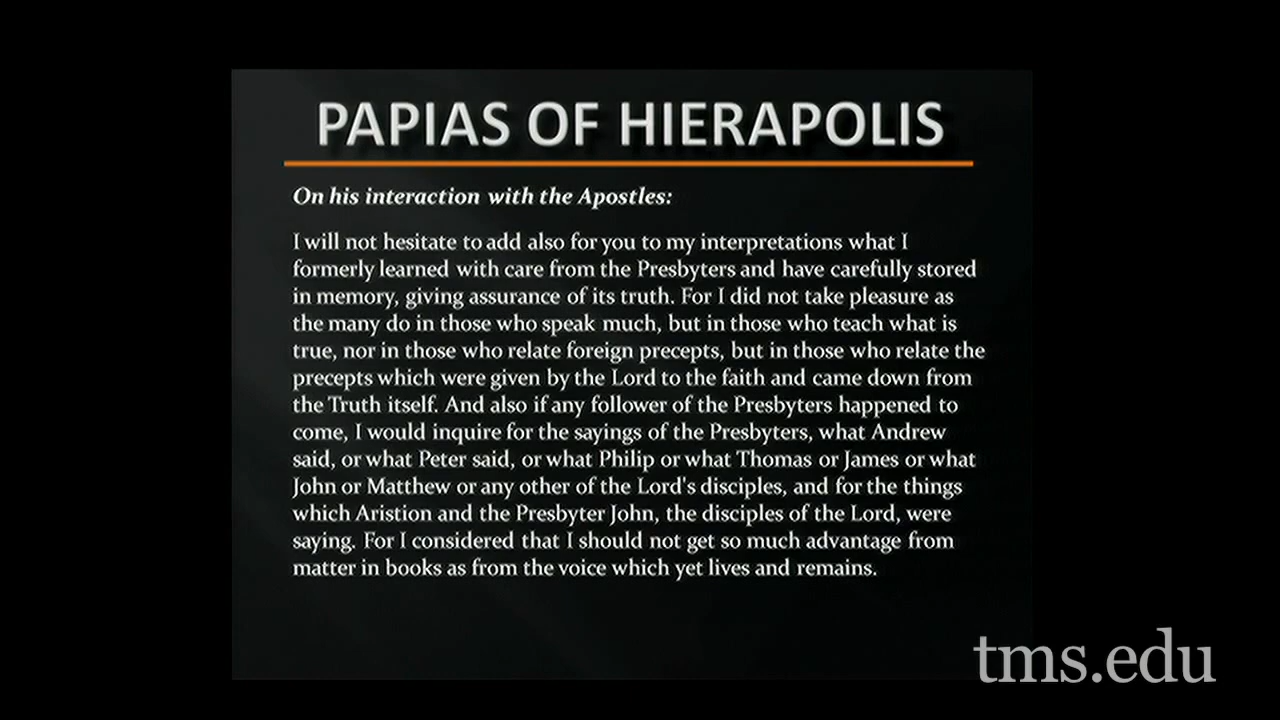 PAPIAS OF HIERAPOLIS
On his interaction with the Apostles:
I will not hesitate to add also for you to my interpretations what I
formerly learned with care from the Presbyters and have carefully stored
in memory, giving assurance of its truth. For I did not take pleasure as
the many do in those who speak much, but in those who teach what is
true, nor in those who relate foreign precepts, but in those who relate the
precepts which were given by the Lord to the faith and came down from
the Truth itself. And also if any follower of the Presbyters happened to
come, I would inquire for the sayings of the Presbyters, what Andrew
said, or what Peter said, or what Philip or what Thomas or James or what
John or Matthew or any other of the Lord's disciples, and for the things
which Aristion and the Presbyter John, the disciples of the Lord, were
saying. For I considered that I should not get so much advantage from
matter in books as from the voice which yet lives and remains.
tms.edu